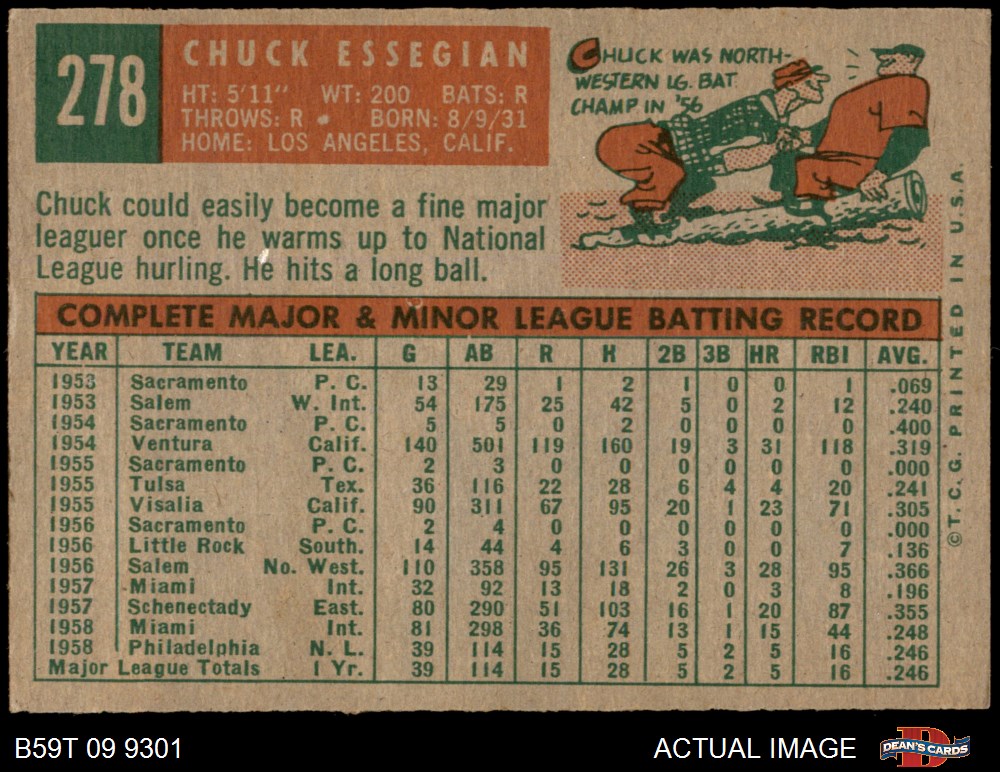 278
CHUCK ESSEGIAN
HT: 5'11" WT: 200 BATS: R
THROWS: R • BORN: 8/9/31
HOME: LOS ANGELES, CALIF.
CHUCK WAS NORTH-
WESTERN LG. BAT
CHAMP IN '56
Chuck could easily become a fine major
leaguer once he warms up to National
League hurling. He hits a long ball.
COMPLETE MAJOR & MINOR LEAGUE BATTING RECORD
YEAR TEAM LEA. G AB R H 2B 3B HR RBI AVG.
1953 Sacramento P. C. 13 29 1 2 1 0 0 1 .069
1953 Salem W. Int. 54 175 25 42 5 0 2 12 .240
1954 Sacramento P. C. 5 5 0 2 0 0 0 0 .400
1954 Ventura Calif. 140 501 119 160 19 3 31 118 .319
1955 Sacramento P. C. 2 3 0 0 0 0 0 0 .000
1955 Tulsa Tex. 36 116 22 28 6 4 4 20 .241
1955 Visalia Calif. 90 311 67 95 20 1 23 71 .305
1956 Sacramento P. C. 2 4 0 0 0 0 0 0 .000
1956 Little Rock South. 14 44 4 6 3 0 0 7 .136
1956 Salem No. West. 110 358 95 131 26 3 28 95 .366
1957 Miami Int. 32 92 13 18 2 0 3 8 .196
1957 Schenectady East. 80 290 51 103 16 1 20 87 .355
1958 Miami Int. 81 298 36 74 13 1 15 44 .248
1958 Philadelphia N. L. 39 114 15 28 5 2 5 16 .246
Major League Totals 1 Yr. 39 114 15 28 5 2 5 16 .246
©T.C.G. PRINTED IN U.S.A.
B59T 09 9301
ACTUAL IMAGE
DEAN'S CARDS